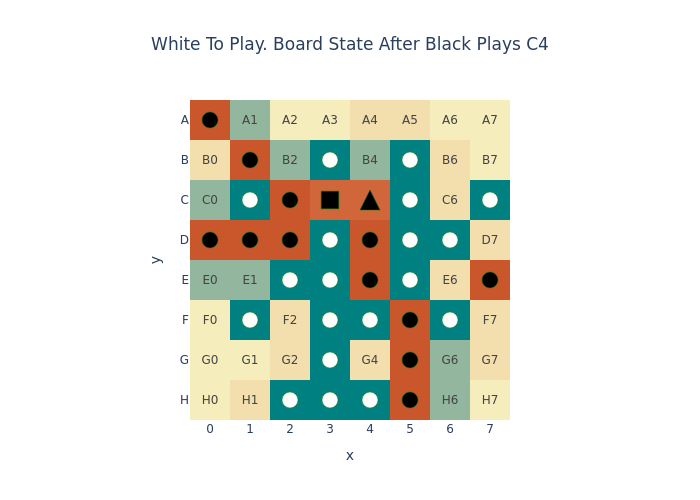 White To Play. Board State After Black Plays C4
A A1 A2 A3 A4 A5 A6 A7
B B0 B2 B4 B6 B7
C C0 C6
D D7
E E0 E1 E6
F F0 F2 F7
G G0 G1 G2 G4 G6 G7
H H0 H1 H6 H7
0 1 2 3 4 5 6 7
x
y